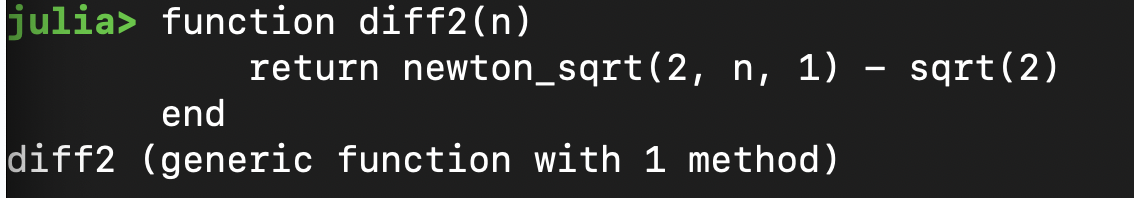 julia> function diff2(n)
           return newton_sqrt(2, n, 1) – sqrt(2)
       end
diff2 (generic function with 1 method)